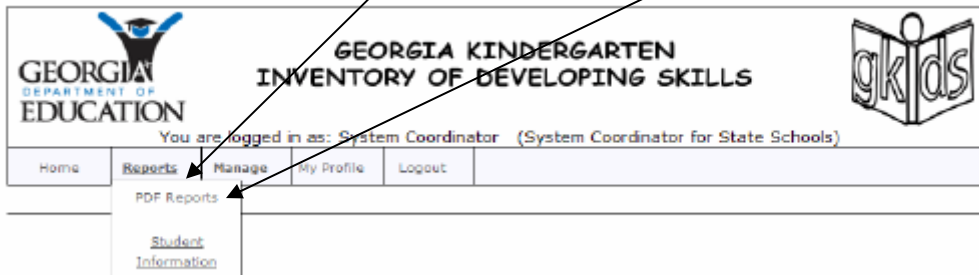 GEORGIA
DEPARTMENT OF
EDUCATION
GEORGIA KINDERGARTEN
INVENTORY OF DEVELOPING SKILLS
gkids
You are logged in as: System Coordinator (System Coordinator for State Schools)
Home Reports Manage My Profile Logout
PDF Reports
Student
Information